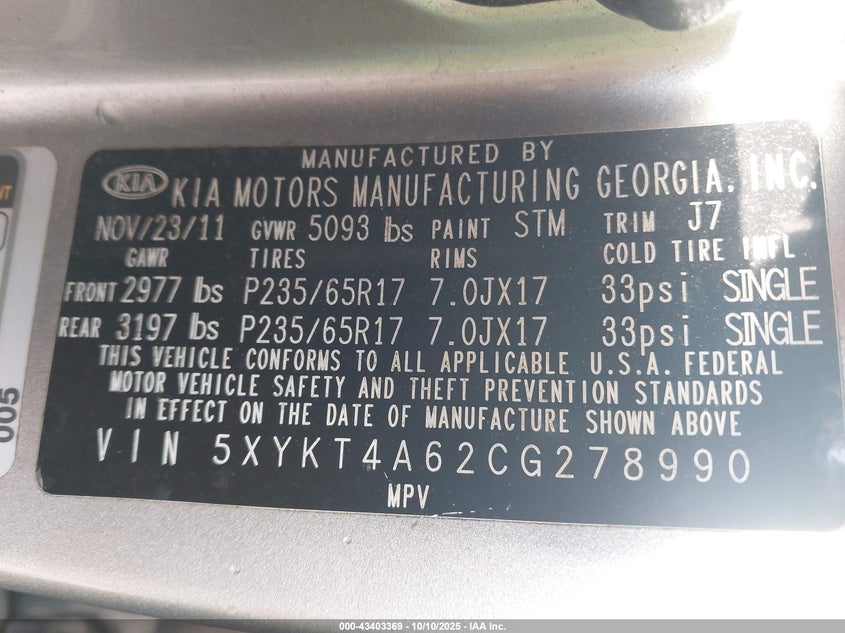 MANUFACTURED BY
KIA KIA MOTORS MANUFACTURING GEORGIA, INC.
NOV/23/11 GVWR 5093 lbs PAINT STM TRIM J7
GAWR TIRES RIMS COLD TIRE INFL
FRONT 2977 lbs P235/65R17 7.0JX17 33psi SINGLE
REAR 3197 lbs P235/65R17 7.0JX17 33psi SINGLE
THIS VEHICLE CONFORMS TO ALL APPLICABLE U.S.A. FEDERAL
MOTOR VEHICLE SAFETY AND THEFT PREVENTION STANDARDS
IN EFFECT ON THE DATE OF MANUFACTURE SHOWN ABOVE
VIN 5XYKT4A62CG278990
MPV
005
000-43403369 - 10/10/2025 - IAA Inc.